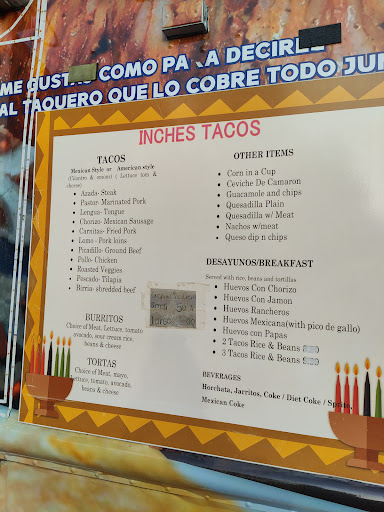 ME GUSTAS COMO PARA DECIRLE
AL TAQUERO QUE LO COBRE TODO JUN
INCHES TACOS
TACOS
Mexican Style or American style
(Cilantro & onions) ( Lettuce tom & cheese)
• Azada- Steak
• Pastor- Marinated Pork
• Lengua- Tongue
• Chorizo- Mexican Sausage
• Carnitas- Fried Pork
• Lomo - Pork loins
• Picadillo- Ground Beef
• Pollo- Chicken
• Roasted Veggies
• Pescado- Tilapia
• Birria- shredded beef
BURRITOS
Choice of Meat, Lettuce, tomato,
avocado, sour cream rice,
beans & cheese
TORTAS
Choice of Meat, mayo,
lettuce, tomato, avocado,
beans & cheese
OTHER ITEMS
• Corn in a Cup
• Ceviche De Camaron
• Guacamole and chips
• Quesadilla Plain
• Quesadilla w/ Meat
• Nachos w/meat
• Queso dip n chips
DESAYUNOS/BREAKFAST
Served with rice, beans and tortillas
• Huevos Con Chorizo
• Huevos Con Jamon
• Huevos Rancheros
• Huevos Mexicana(with pico de gallo)
• Huevos con Papas
• 2 Tacos Rice & Beans
• 3 Tacos Rice & Beans
BEVERAGES
Horchata, Jarritos, Coke / Diet Coke / Sprite,
Mexican Coke